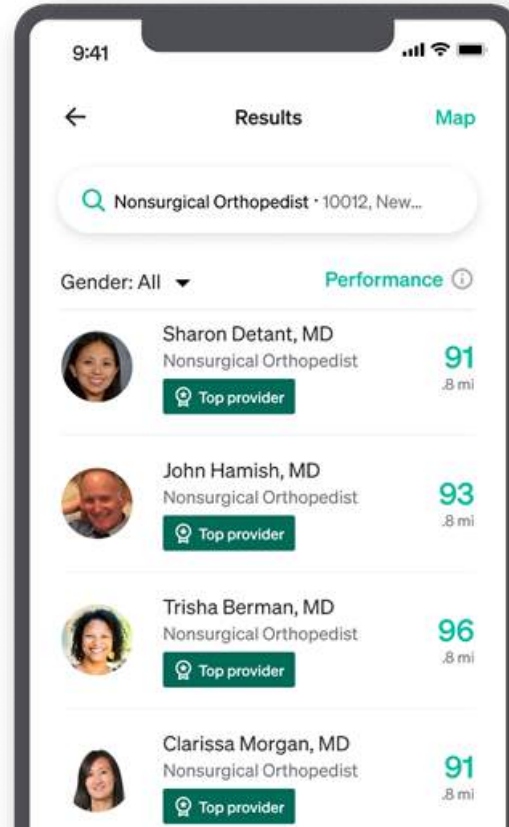 9:41
Results
Map
Nonsurgical Orthopedist · 10012, New...
Gender: All
Performance
Sharon Detant, MD
Nonsurgical Orthopedist
Top provider
91
.8 mi
John Hamish, MD
Nonsurgical Orthopedist
Top provider
93
.8 mi
Trisha Berman, MD
Nonsurgical Orthopedist
Top provider
96
.8 mi
Clarissa Morgan, MD
Nonsurgical Orthopedist
Top provider
91
.8 mi